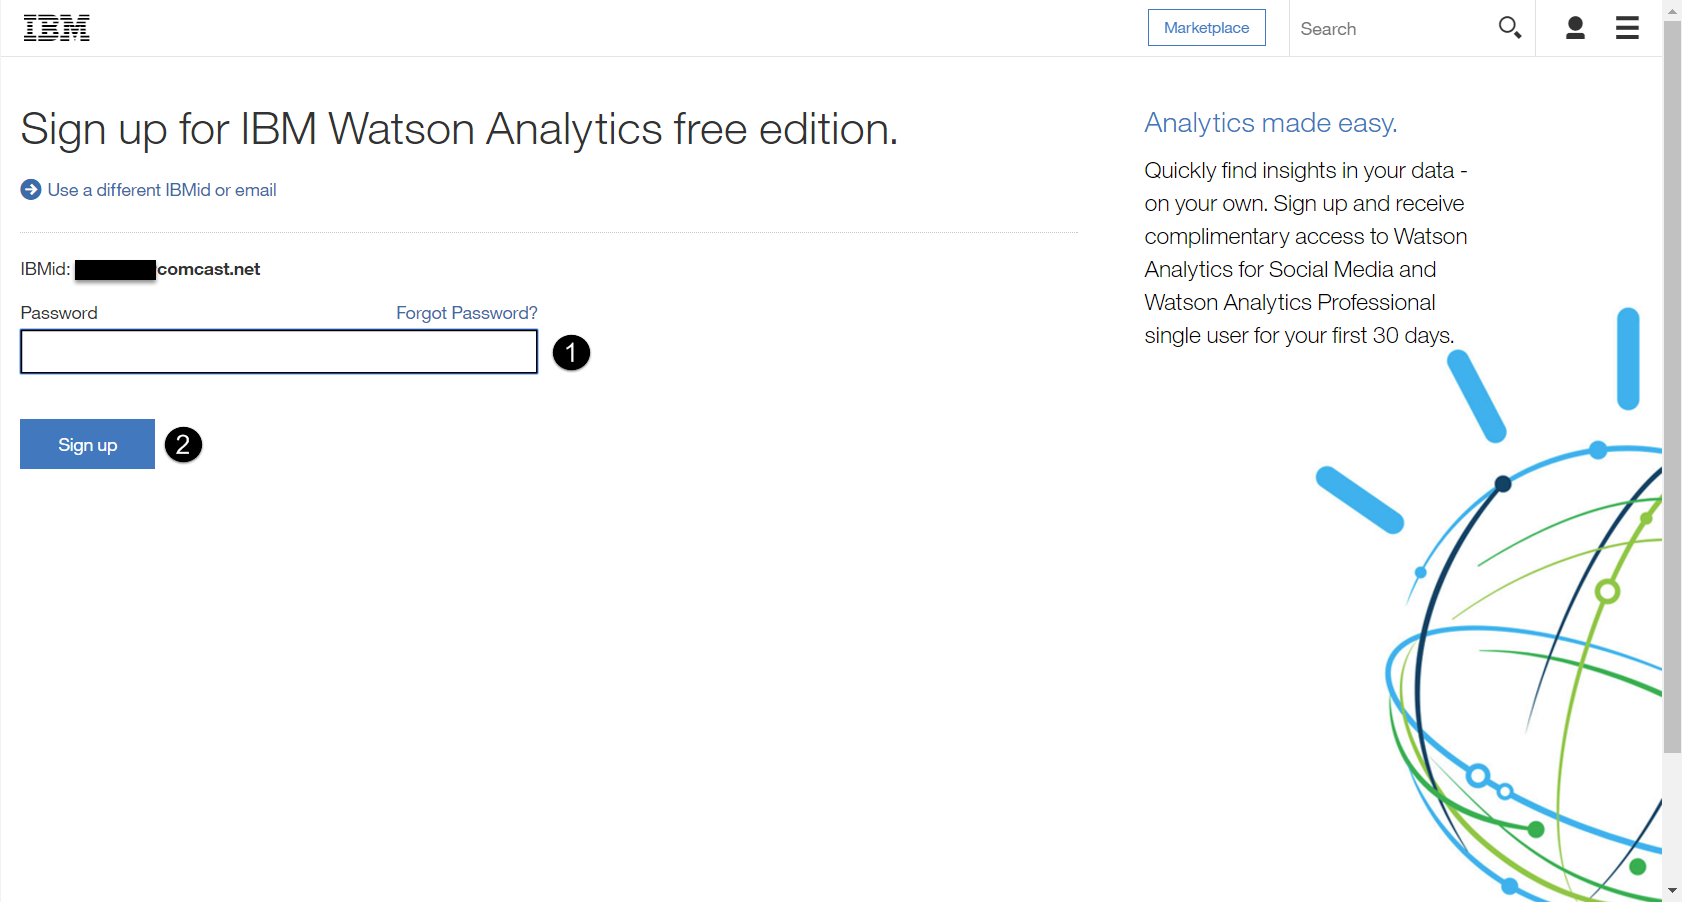 IBM
Marketplace
Search
Sign up for IBM Watson Analytics free edition.
Use a different IBMid or email
IBMid: comcast.net
Password
Forgot Password?
1
Sign up
2
Analytics made easy.
Quickly find insights in your data -
on your own. Sign up and receive
complimentary access to Watson
Analytics for Social Media and
Watson Analytics Professional
single user for your first 30 days.